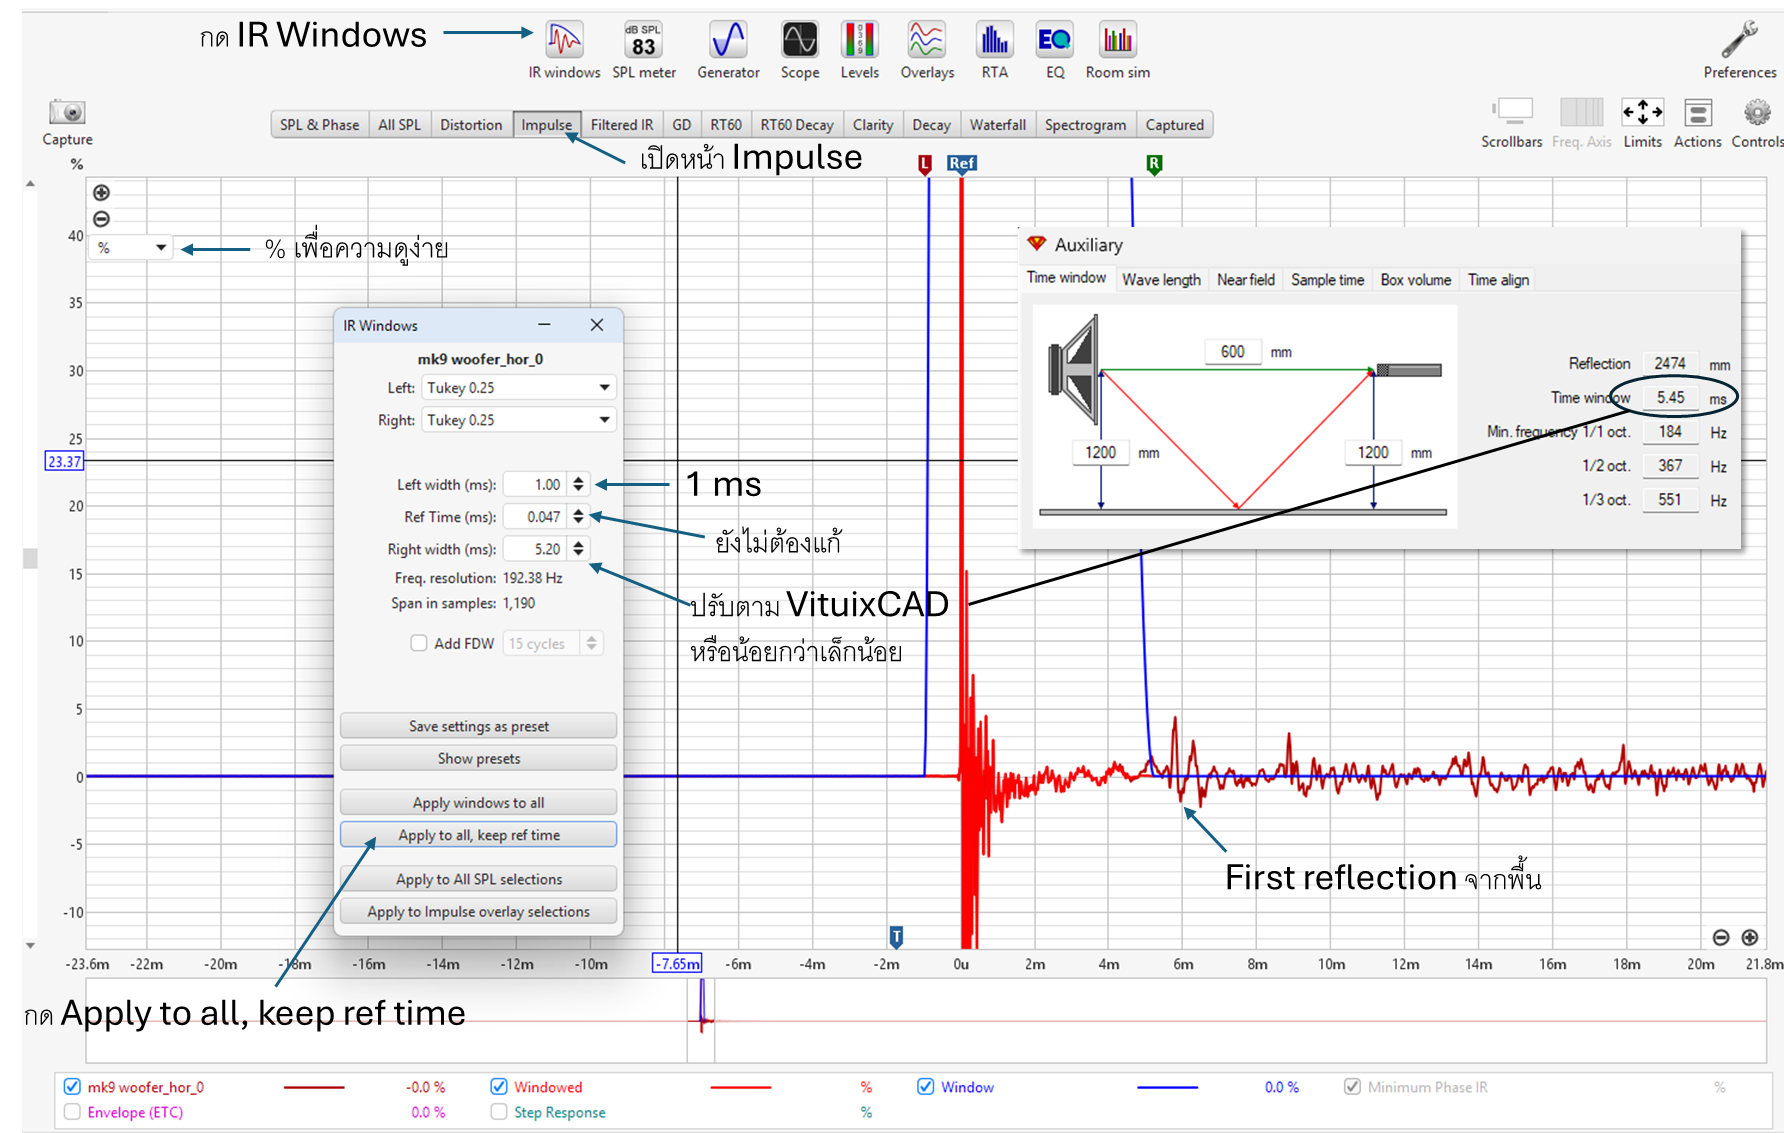 กด IR Windows
IR windows
dB SPL
83
SPL meter
Generator
Scope
Levels
Overlays
RTA
EQ
EQ
Room sim
Preferences
Capture
SPL & Phase
All SPL
Distortion
Impulse
Filtered IR
GD
RT60
RT60 Decay
Clarity
Decay
Waterfall
Spectrogram
Captured
Scrollbars
Freq. Axis
Limits
Actions
Controls
เปิดหน้า Impulse
%
L
Ref
R
40
35
30
25
23.37
20
15
10
5
0
-5
-10
%
% เพื่อความดูง่าย
IR Windows
mk9 woofer_hor_0
Left: Tukey 0.25
Right: Tukey 0.25
Left width (ms): 1.00
Ref Time (ms): 0.047
Right width (ms): 5.20
Freq. resolution: 192.38 Hz
Span in samples: 1,190
Add FDW 15 cycles
Save settings as preset
Show presets
Apply windows to all
Apply to all, keep ref time
Apply to All SPL selections
Apply to Impulse overlay selections
1 ms
ยังไม่ต้องแก้
ปรับตาม VituixCAD
หรือน้อยกว่าเล็กน้อย
Auxiliary
Time window
Wave length
Near field
Sample time
Box volume
Time align
600 mm
1200 mm
1200 mm
Reflection 2474 mm
Time window 5.45 ms
Min. frequency 1/1 oct. 184 Hz
1/2 oct. 367 Hz
1/3 oct. 551 Hz
First reflection จากพื้น
T
-23.6m -22m -20m -18m -16m -14m -12m -10m -7.65m -6m -4m -2m 0u 2m 4m 6m 8m 10m 12m 14m 16m 18m 20m 21.8m
กด Apply to all, keep ref time
mk9 woofer_hor_0 -0.0 %
Windowed %
Window 0.0 %
Minimum Phase IR %
Envelope (ETC) 0.0 %
Step Response %